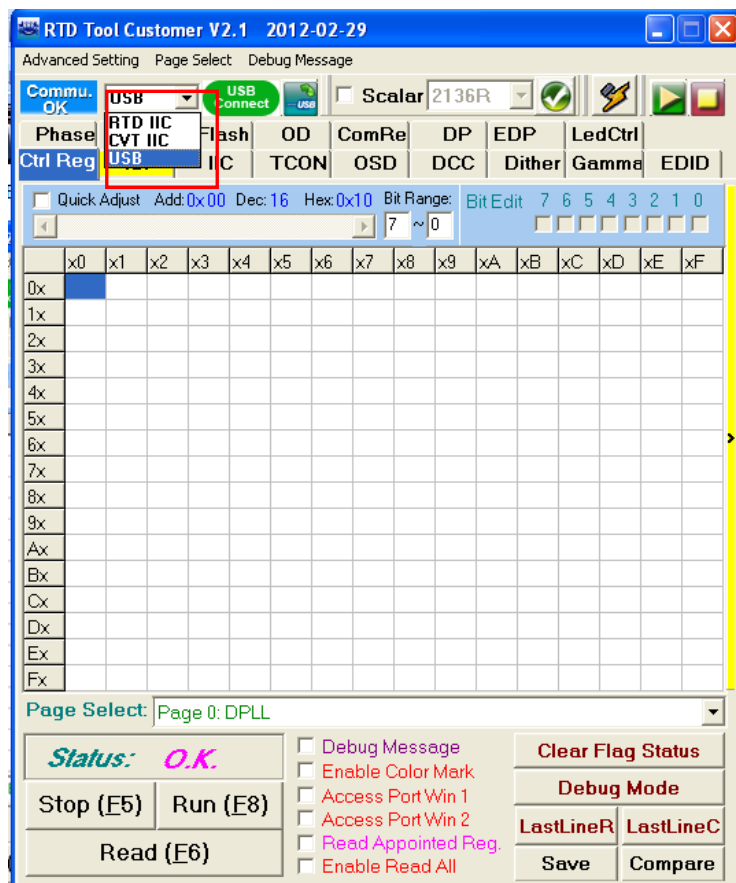 RTD Tool Customer V2.1 2012-02-29
Advanced Setting Page Select Debug Message
Commu. OK
USB
USB Connect
USB
Scalar 2136R
RTD IIC
CVT IIC
USB
Phase Flash OD ComRe DP EDP LedCtrl
Ctrl Reg IIC TCON OSD DCC Dither Gamma EDID
Quick Adjust Add:0x00 Dec:16 Hex:0x10 Bit Range: 7 ~ 0
Bit Edit 7 6 5 4 3 2 1 0
x0 x1 x2 x3 x4 x5 x6 x7 x8 x9 xA xB xC xD xE xF
0x
1x
2x
3x
4x
5x
6x
7x
8x
9x
Ax
Bx
Cx
Dx
Ex
Fx
Page Select: Page 0: DPLL
Status: O.K.
Stop (F5) Run (F8)
Read (F6)
Debug Message
Enable Color Mark
Access Port Win 1
Access Port Win 2
Read Appointed Reg.
Enable Read All
Clear Flag Status
Debug Mode
LastLineR LastLineC
Save Compare